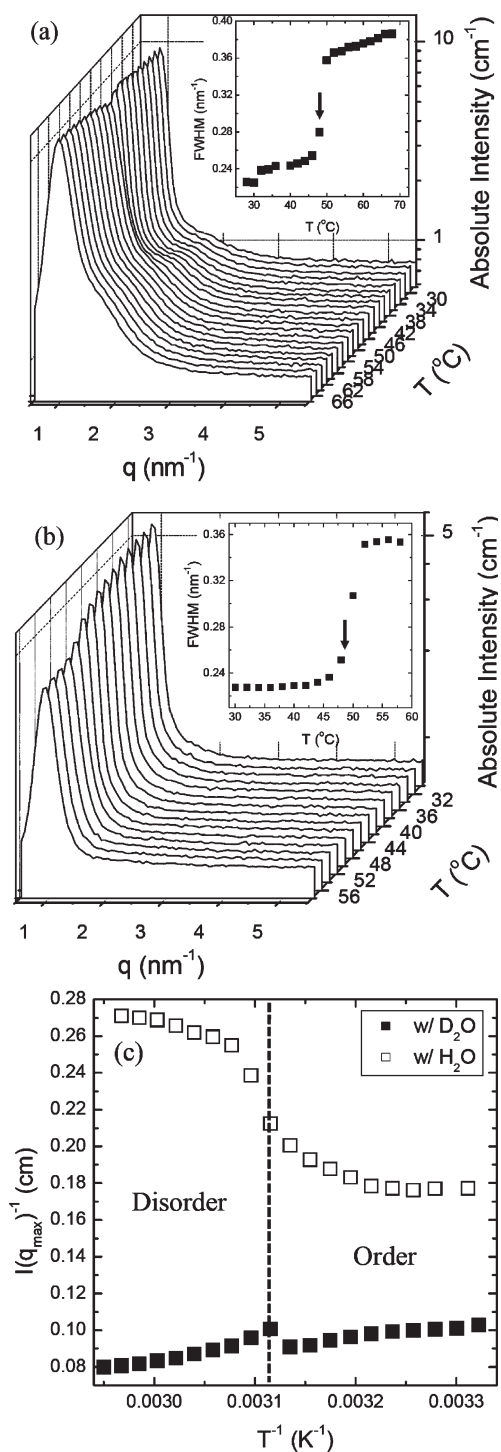 (a)
0.40
0.36
0.32
0.28
0.24
FWHM (nm⁻¹)
30 40 50 60 70
T (°C)
10
1
Absolute Intensity (cm⁻¹)
30
34
38
42
46
50
54
58
62
66
T (°C)
1 2 3 4 5
q (nm⁻¹)
(b)
0.36
0.32
0.28
0.24
FWHM (nm⁻¹)
30 35 40 45 50 55 60
T (°C)
5
Absolute Intensity (cm⁻¹)
32
36
40
44
48
52
56
T (°C)
1 2 3 4 5
q (nm⁻¹)
(c)
w/ D₂O
w/ H₂O
0.28
0.26
0.24
0.22
0.20
0.18
0.16
0.14
0.12
0.10
0.08
I(qₘₐₓ)⁻¹ (cm)
Disorder
Order
0.0030 0.0031 0.0032 0.0033
T⁻¹ (K⁻¹)